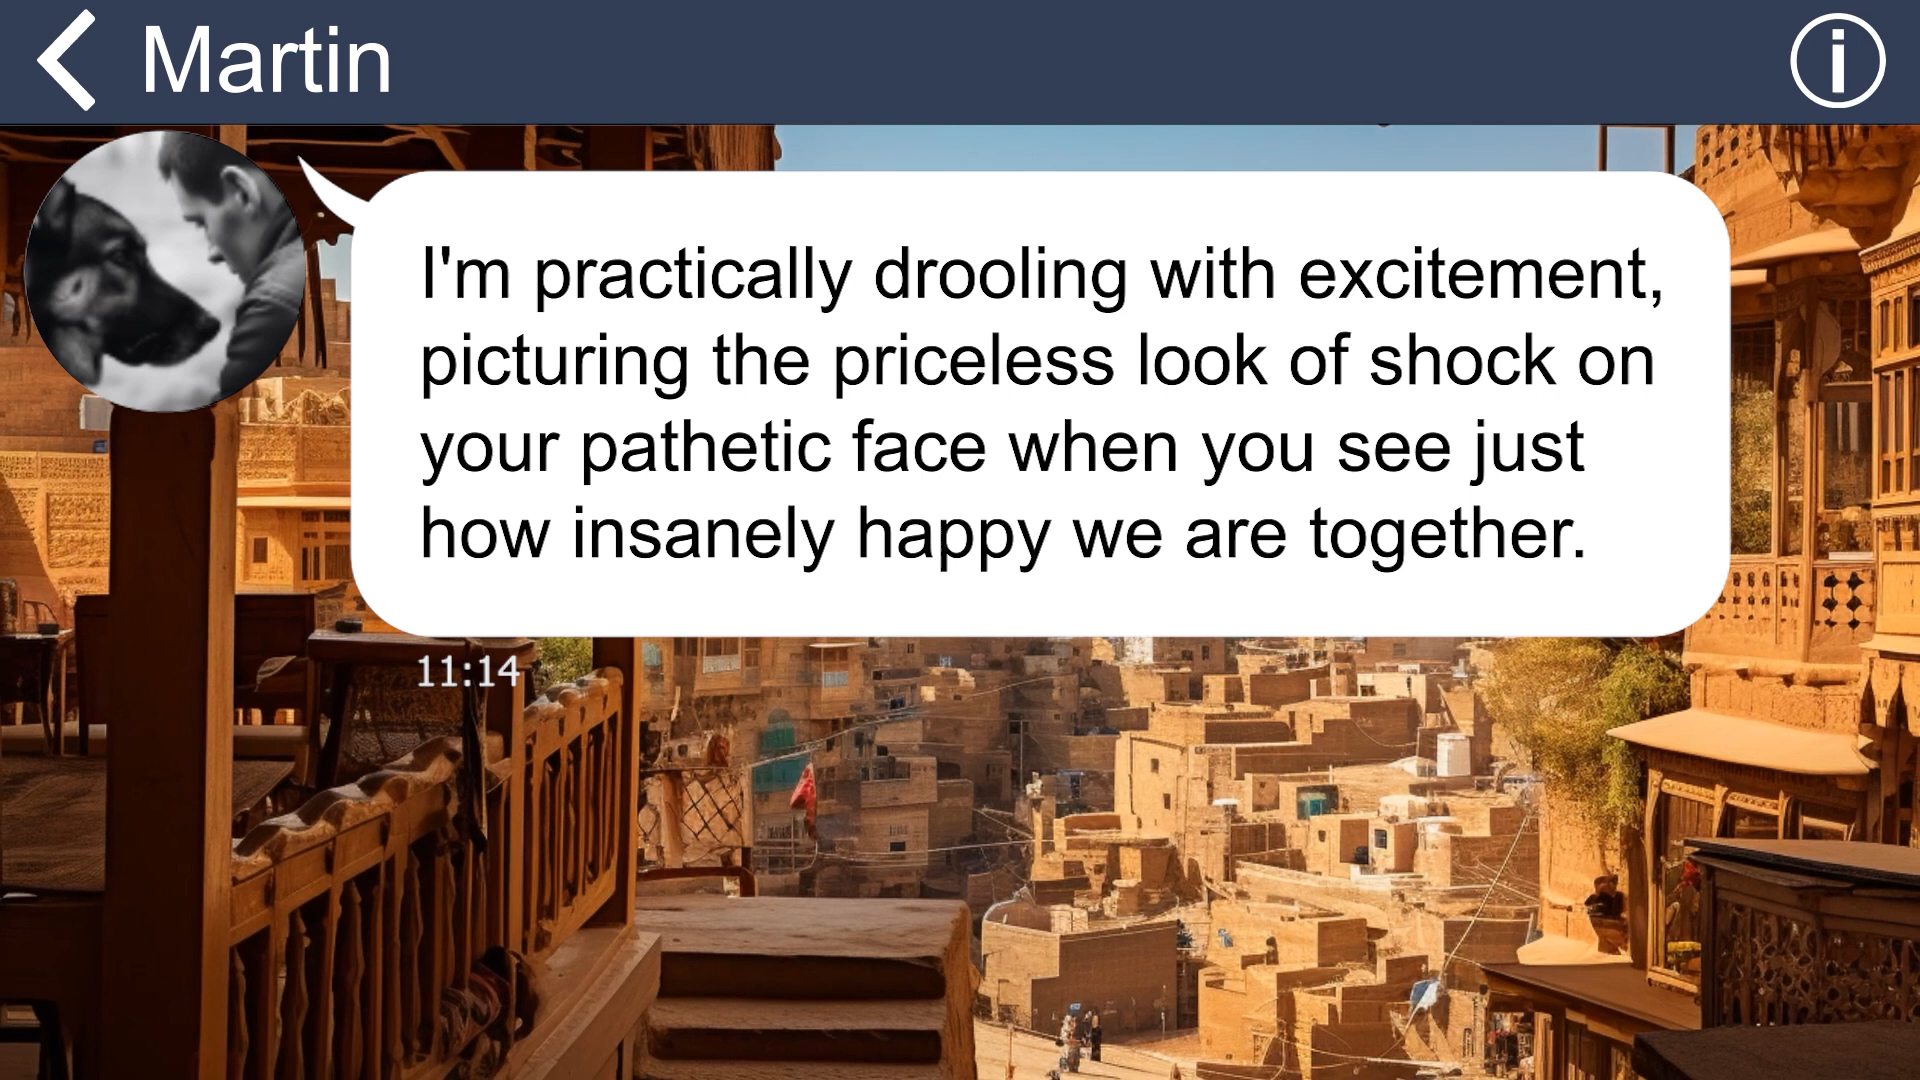 Martin
I'm practically drooling with excitement,
picturing the priceless look of shock on
your pathetic face when you see just
how insanely happy we are together.
11:14